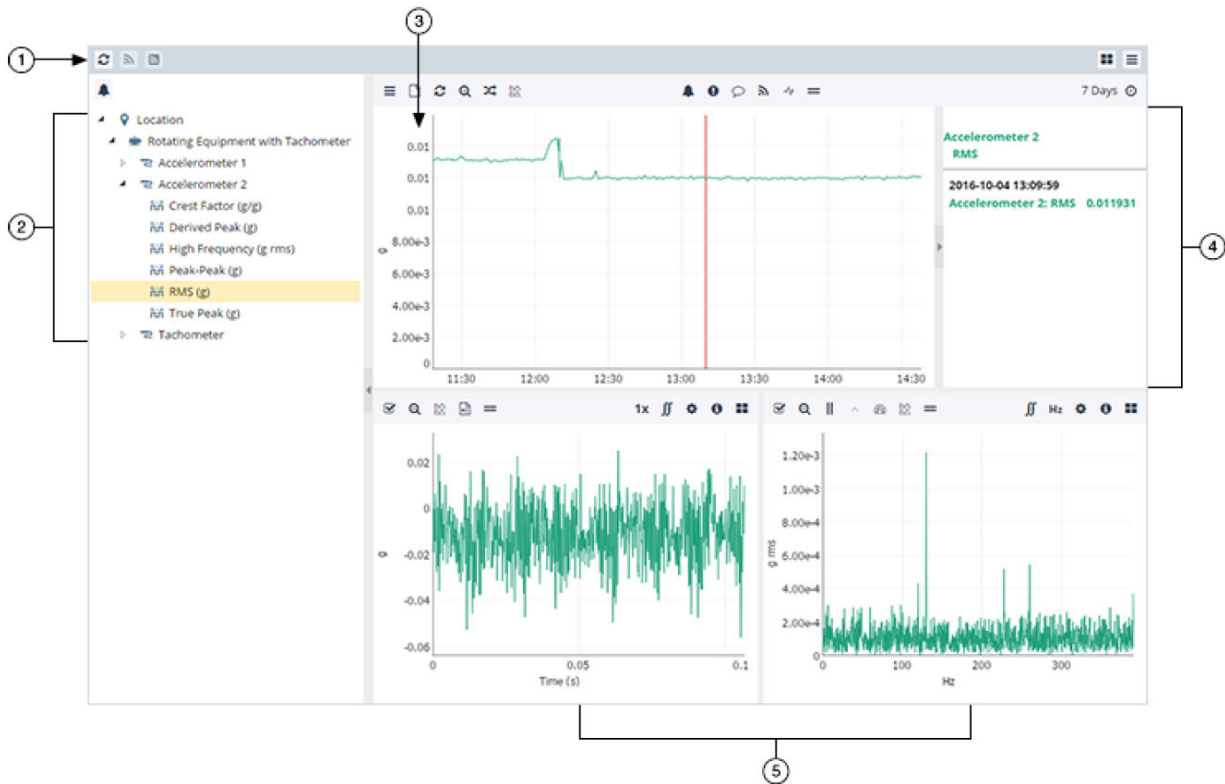 3
1
7 Days
2
Location
Rotating Equipment with Tachometer
Accelerometer 1
Accelerometer 2
Crest Factor (g/g)
Derived Peak (g)
High Frequency (g rms)
Peak-Peak (g)
RMS (g)
True Peak (g)
Tachometer
0.01
0.01
0.01
8.00e-3
6.00e-3
4.00e-3
2.00e-3
0
g
11:30 12:00 12:30 13:00 13:30 14:00 14:30
Accelerometer 2
RMS
2016-10-04 13:09:59
Accelerometer 2: RMS 0.011931
4
1x
0.02
0
-0.02
-0.04
-0.06
g
0 0.05 0.1
Time (s)
Hz
1.20e-3
1.00e-3
8.00e-4
6.00e-4
4.00e-4
2.00e-4
0
g rms
0 100 200 300
Hz
5